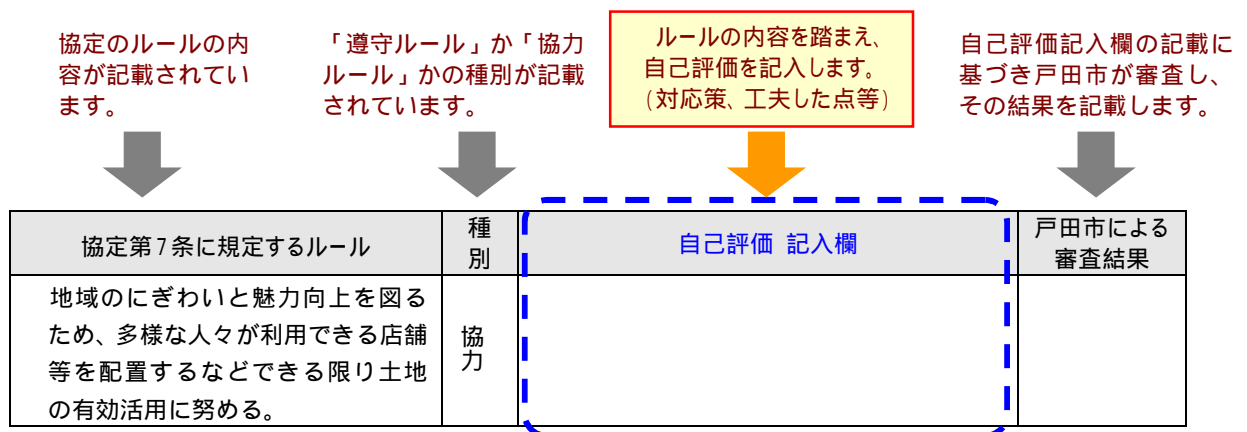 協定のルールの内
容が記載されてい
ます。
「遵守ルール」か「協力
ルール」かの種別が記載
されています。
ルールの内容を踏まえ、
自己評価を記入します。
(対応策、工夫した点等)
自己評価記入欄の記載に
基づき戸田市が審査し、
その結果を記載します。
協定第7条に規定するルール
種
別
自己評価 記入欄
戸田市による
審査結果
地域のにぎわいと魅力向上を図る
ため、多様な人々が利用できる店舗
等を配置するなどできる限り土地
の有効活用に努める。
協
力